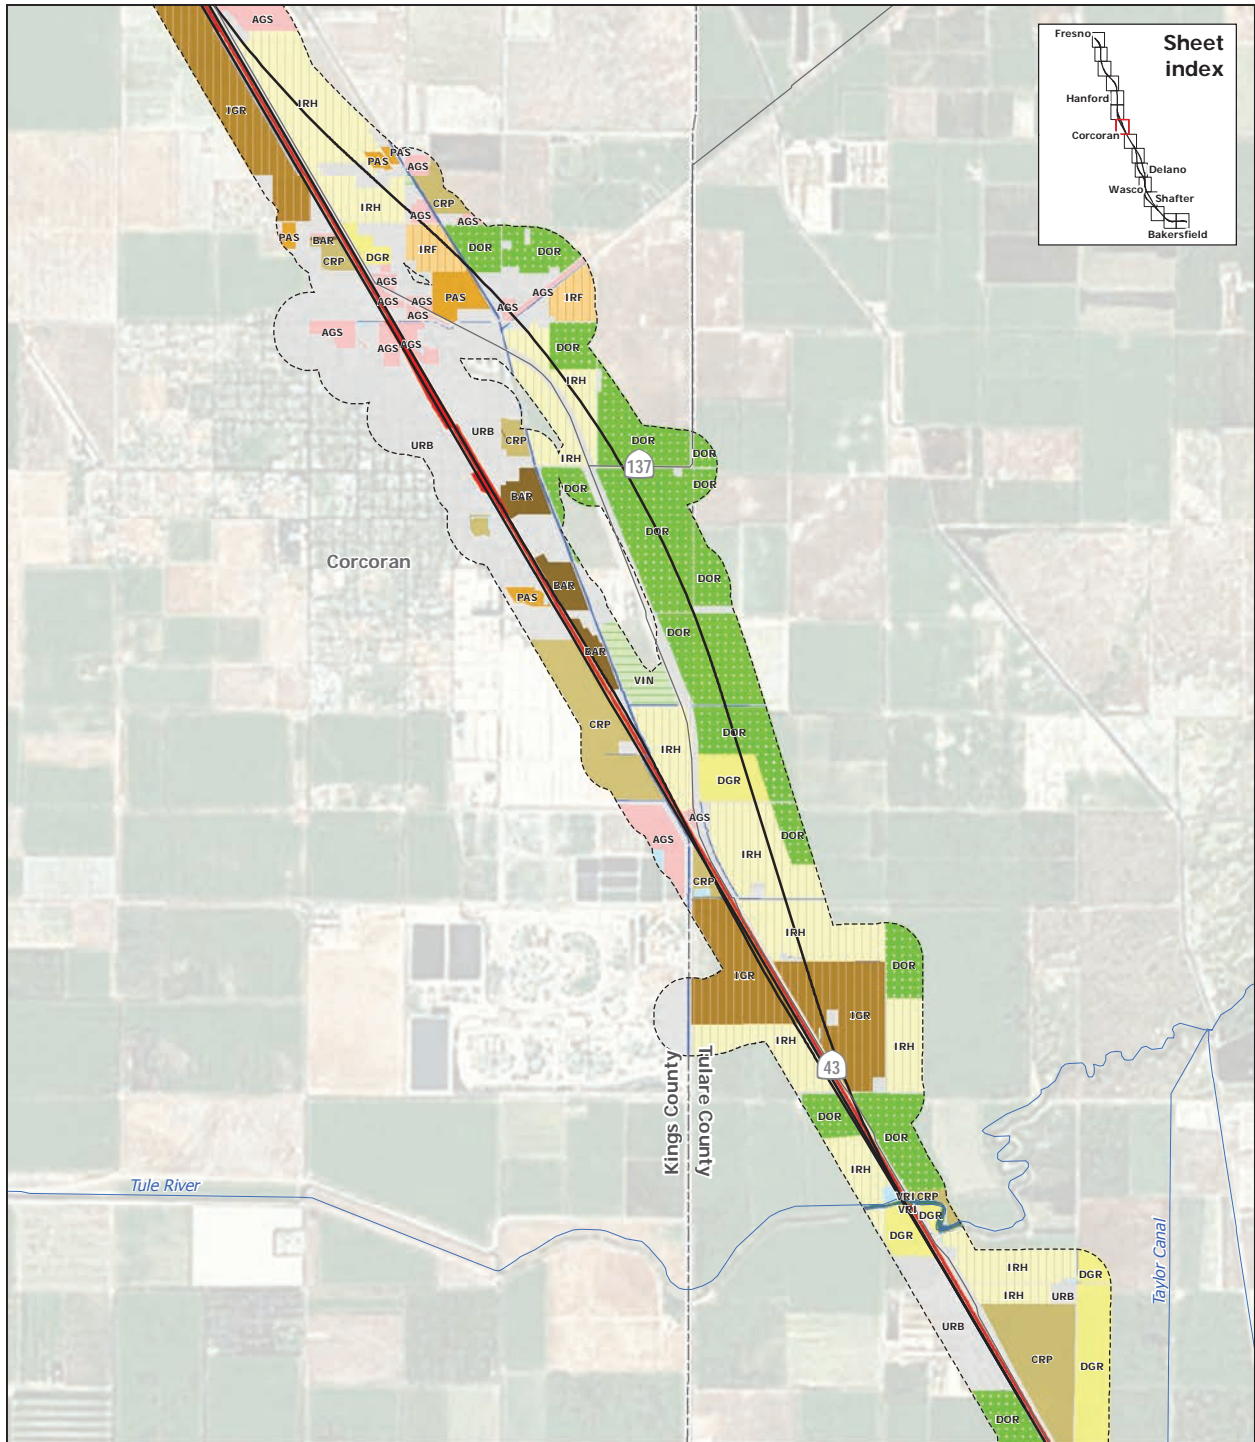 Sheet
index
Fresno
Hanford
Corcoran
Delano
Wasco
Shafter
Bakersfield
AGS
IRH
IGR
PAS
PAS
AGS
CRP
IRH
AGS
AGS
PAS
BAR
CRP
DGR
IRF
DOR
DOR
AGS
AGS
AGS
PAS
AGS
AGS
IRF
AGS
AGS
AGS
AGS
DOR
IRH
URB
URB
CRP
DOR
DOR
IRH
137
DOR
DOR
BAR
DOR
Corcoran
BAR
DOR
PAS
DOR
BAR
VIN
CRP
DOR
IRH
DGR
AGS
AGS
DOR
IRH
CRP
IRH
DOR
IGR
IGR
IRH
IRH
43
Kings County
Tulare County
DOR
DOR
IRH
Tule River
VRI
CRP
VRI
DGR
DGR
Taylor Canal
IRH
DGR
IRH
URB
URB
CRP
DGR
DOR